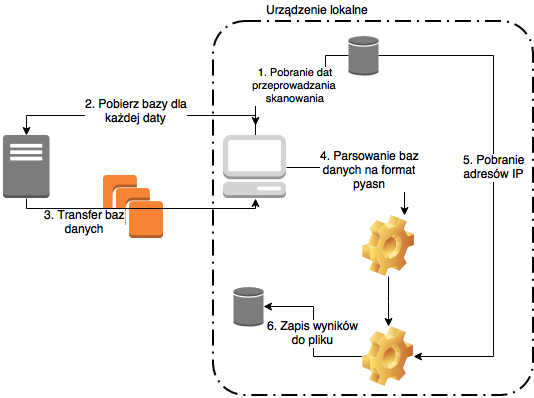 Urządzenie lokalne
1. Pobranie dat
przeprowadzania
skanowania
2. Pobierz bazy dla
każdej daty
3. Transfer baz
danych
4. Parsowanie baz
danych na format
pyasn
5. Pobranie
adresów IP
6. Zapis wyników
do pliku